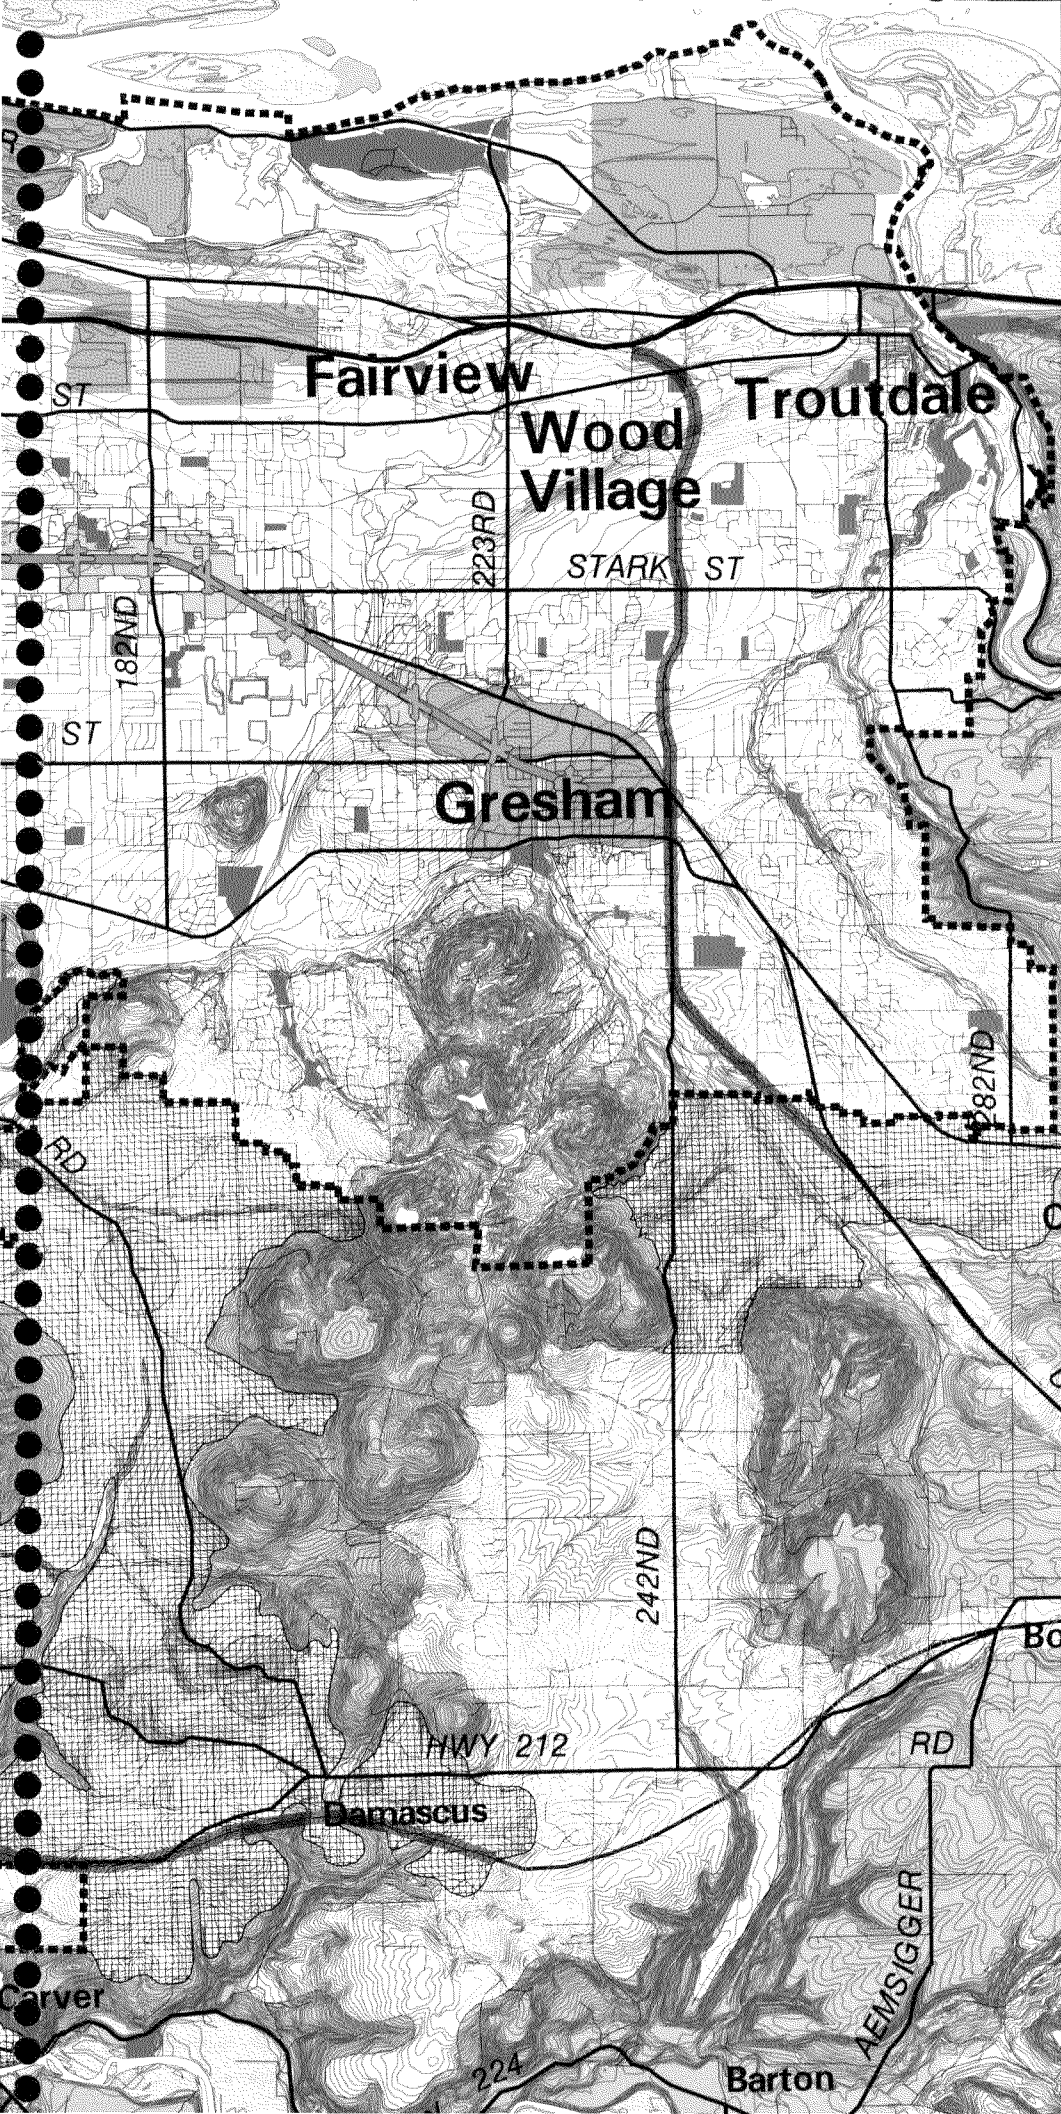 R
Fairview
ST
Troutdale
Wood
Village
223RD
STARK ST
182ND
ST
Gresham
282ND
RD
242ND
Bo
HWY 212
RD
Damascus
AEMSIGGER
Carver
224
Barton